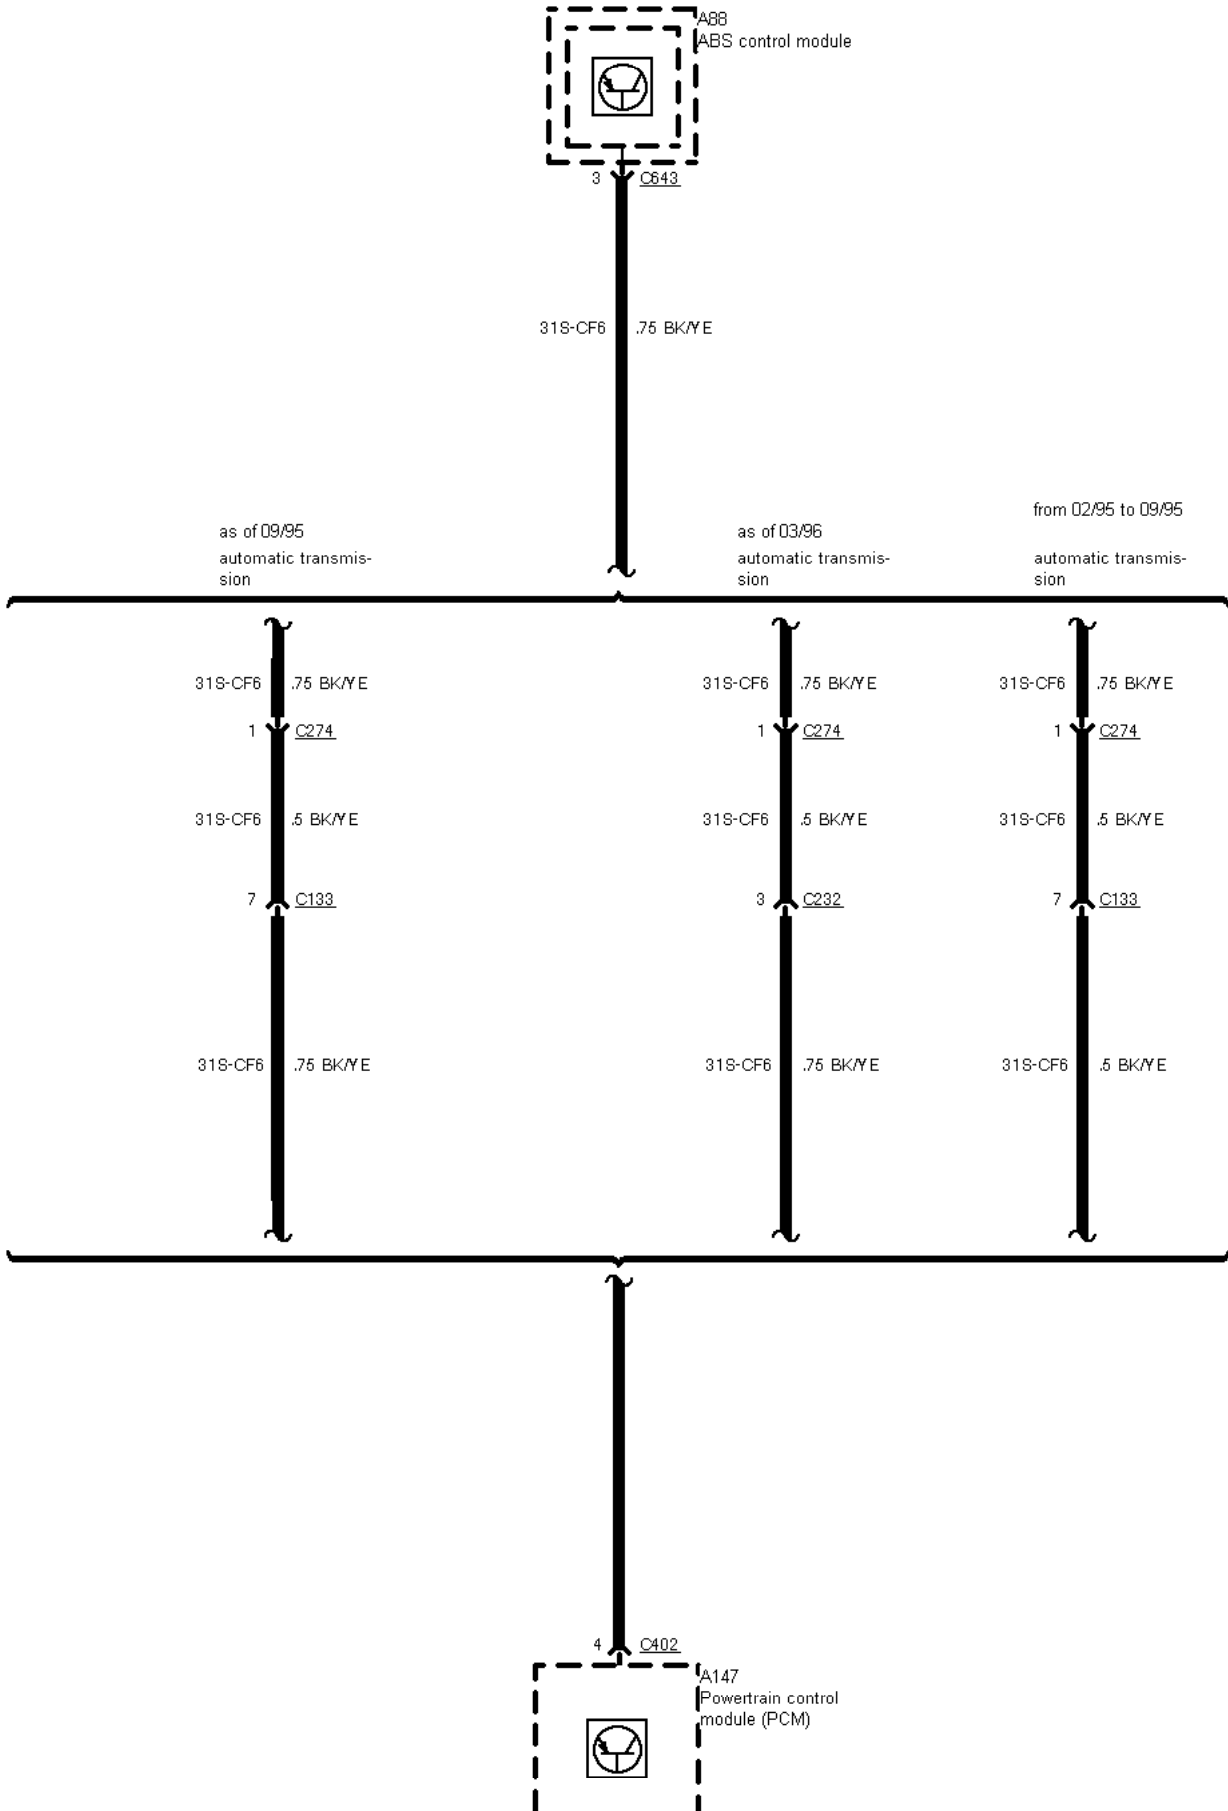 A88
ABS control module
3 C643
31S-CF6 .75 BK/YE
as of 09/95
automatic transmis-
sion
as of 03/96
automatic transmis-
sion
from 02/95 to 09/95
automatic transmis-
sion
31S-CF6 .75 BK/YE
31S-CF6 .75 BK/YE
31S-CF6 .75 BK/YE
1 C274
1 C274
1 C274
31S-CF6 .5 BK/YE
31S-CF6 .5 BK/YE
31S-CF6 .5 BK/YE
7 C133
3 C232
7 C133
31S-CF6 .75 BK/YE
31S-CF6 .75 BK/YE
31S-CF6 .5 BK/YE
4 C402
A147
Powertrain control
module (PCM)